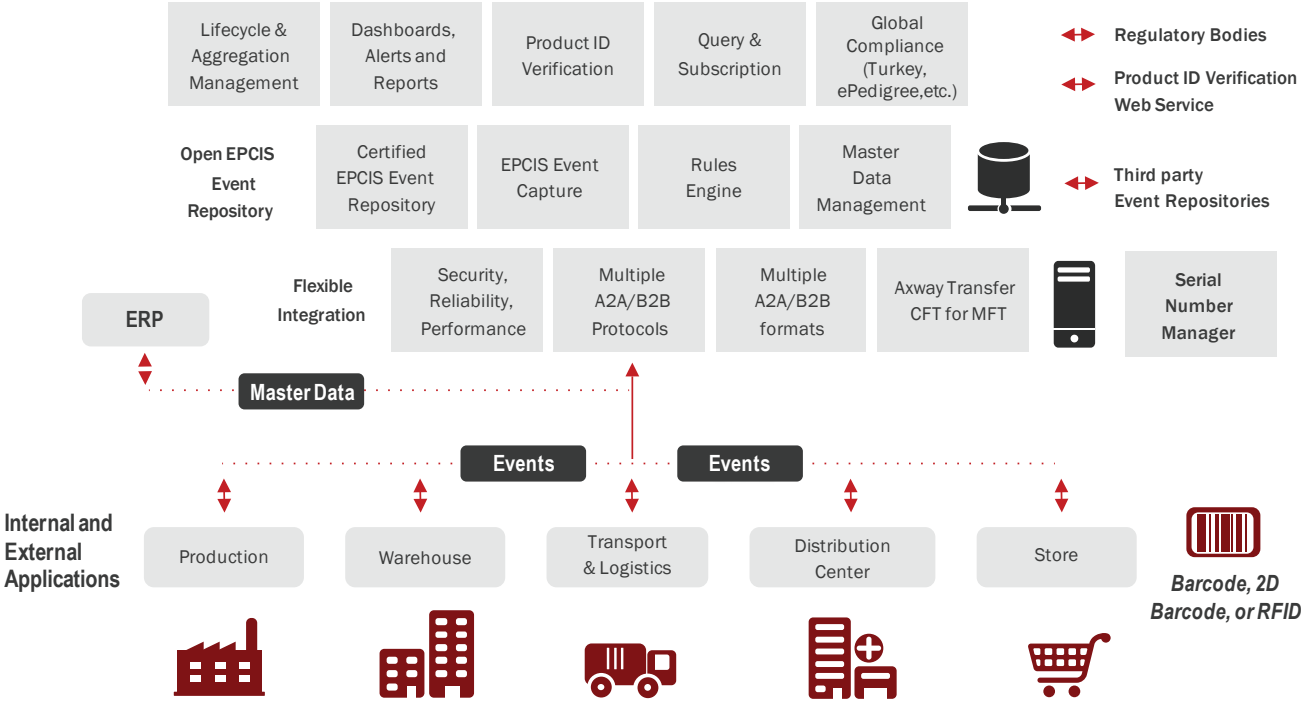 Lifecycle &
Aggregation
Management
Dashboards,
Alerts and
Reports
Product ID
Verification
Query &
Subscription
Global
Compliance
(Turkey,
ePedigree,etc.)
Regulatory Bodies
Product ID Verification
Web Service
Open EPCIS
Event
Repository
Certified
EPCIS Event
Repository
EPCIS Event
Capture
Rules
Engine
Master
Data
Management
Third party
Event Repositories
ERP
Flexible
Integration
Security,
Reliability,
Performance
Multiple
A2A/B2B
Protocols
Multiple
A2A/B2B
formats
Axway Transfer
CFT for MFT
Serial
Number
Manager
Master Data
Events
Events
Internal and
External
Applications
Production
Warehouse
Transport
& Logistics
Distribution
Center
Store
Barcode, 2D
Barcode, or RFID